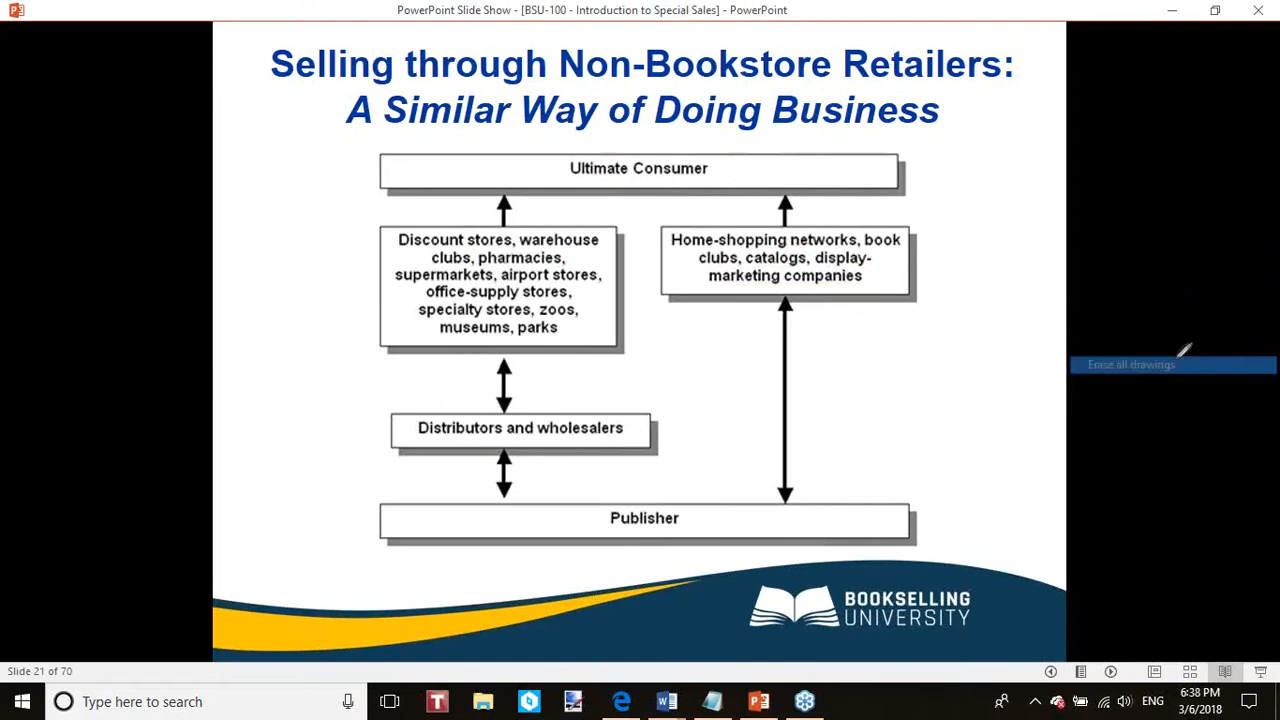 PowerPoint Slide Show - [BSU-100 - Introduction to Special Sales] - PowerPoint
Selling through Non-Bookstore Retailers:
A Similar Way of Doing Business
Ultimate Consumer
Discount stores, warehouse
clubs, pharmacies,
supermarkets, airport stores,
office-supply stores,
specialty stores, zoos,
museums, parks
Home-shopping networks, book
clubs, catalogs, display-
marketing companies
Erase all drawings
Distributors and wholesalers
Publisher
BOOKSELLING
UNIVERSITY
Slide 21 of 70
Type here to search
ENG
6:38 PM
3/6/2018